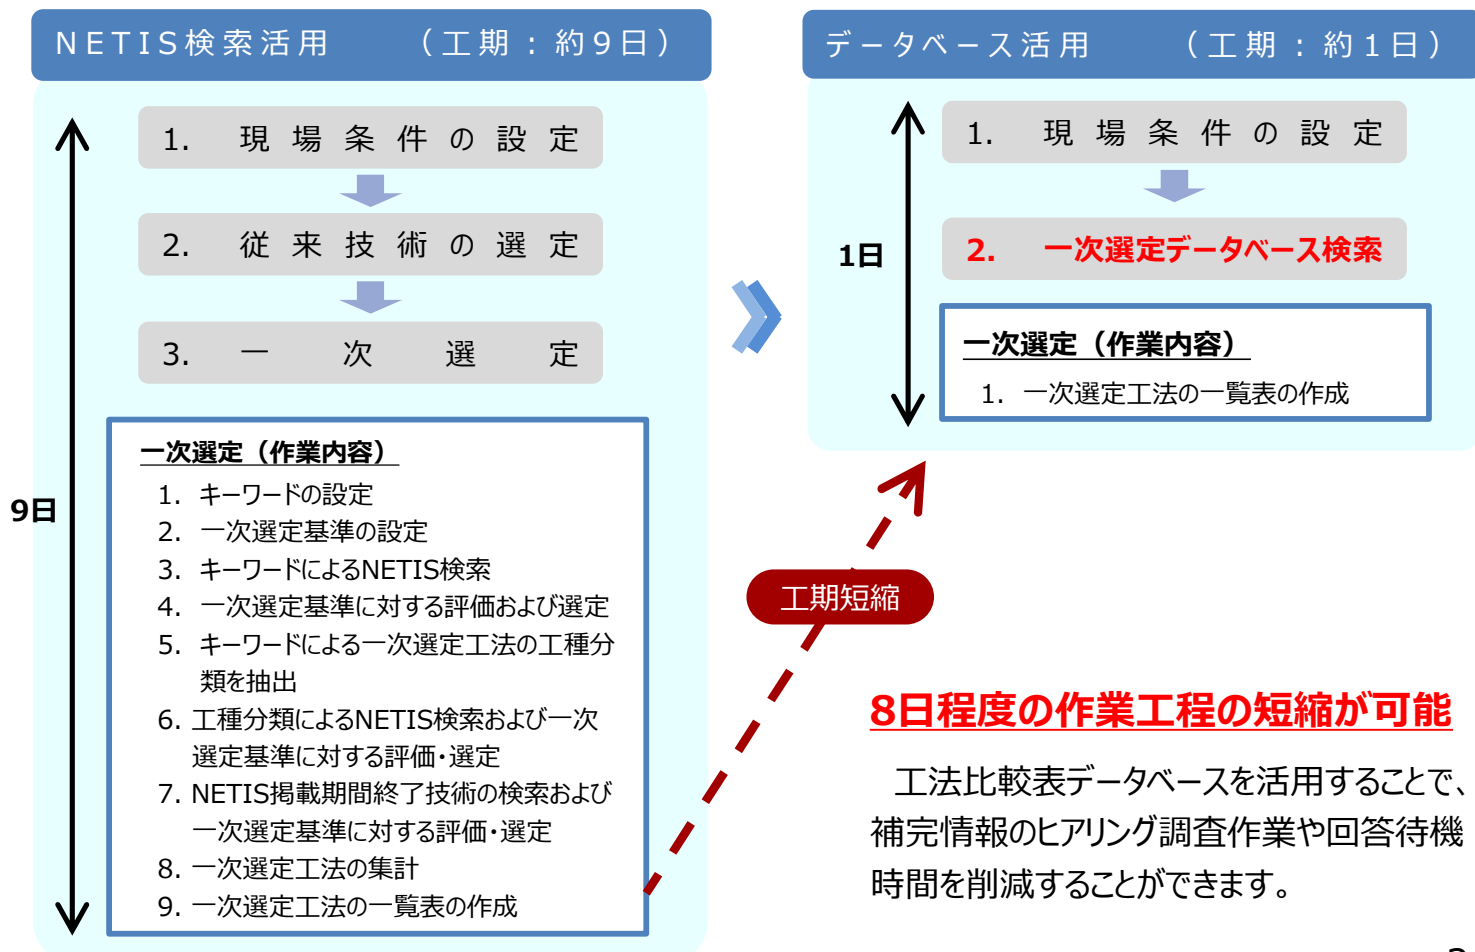 NETIS検索活用　（工期：約9日）
1. 現場条件の設定
2. 従来技術の選定
3. 一次選定
9日
一次選定（作業内容）
1. キーワードの設定
2. 一次選定基準の設定
3. キーワードによるNETIS検索
4. 一次選定基準に対する評価および選定
5. キーワードによる一次選定工法の工種分
類を抽出
6. 工種分類によるNETIS検索および一次
選定基準に対する評価・選定
7. NETIS掲載期間終了技術の検索および
一次選定基準に対する評価・選定
8. 一次選定工法の集計
9. 一次選定工法の一覧表の作成
データベース活用　（工期：約1日）
1. 現場条件の設定
2. 一次選定データベース検索
1日
一次選定（作業内容）
1. 一次選定工法の一覧表の作成
工期短縮
8日程度の作業工程の短縮が可能
工法比較表データベースを活用することで、
補完情報のヒアリング調査作業や回答待機
時間を削減することができます。